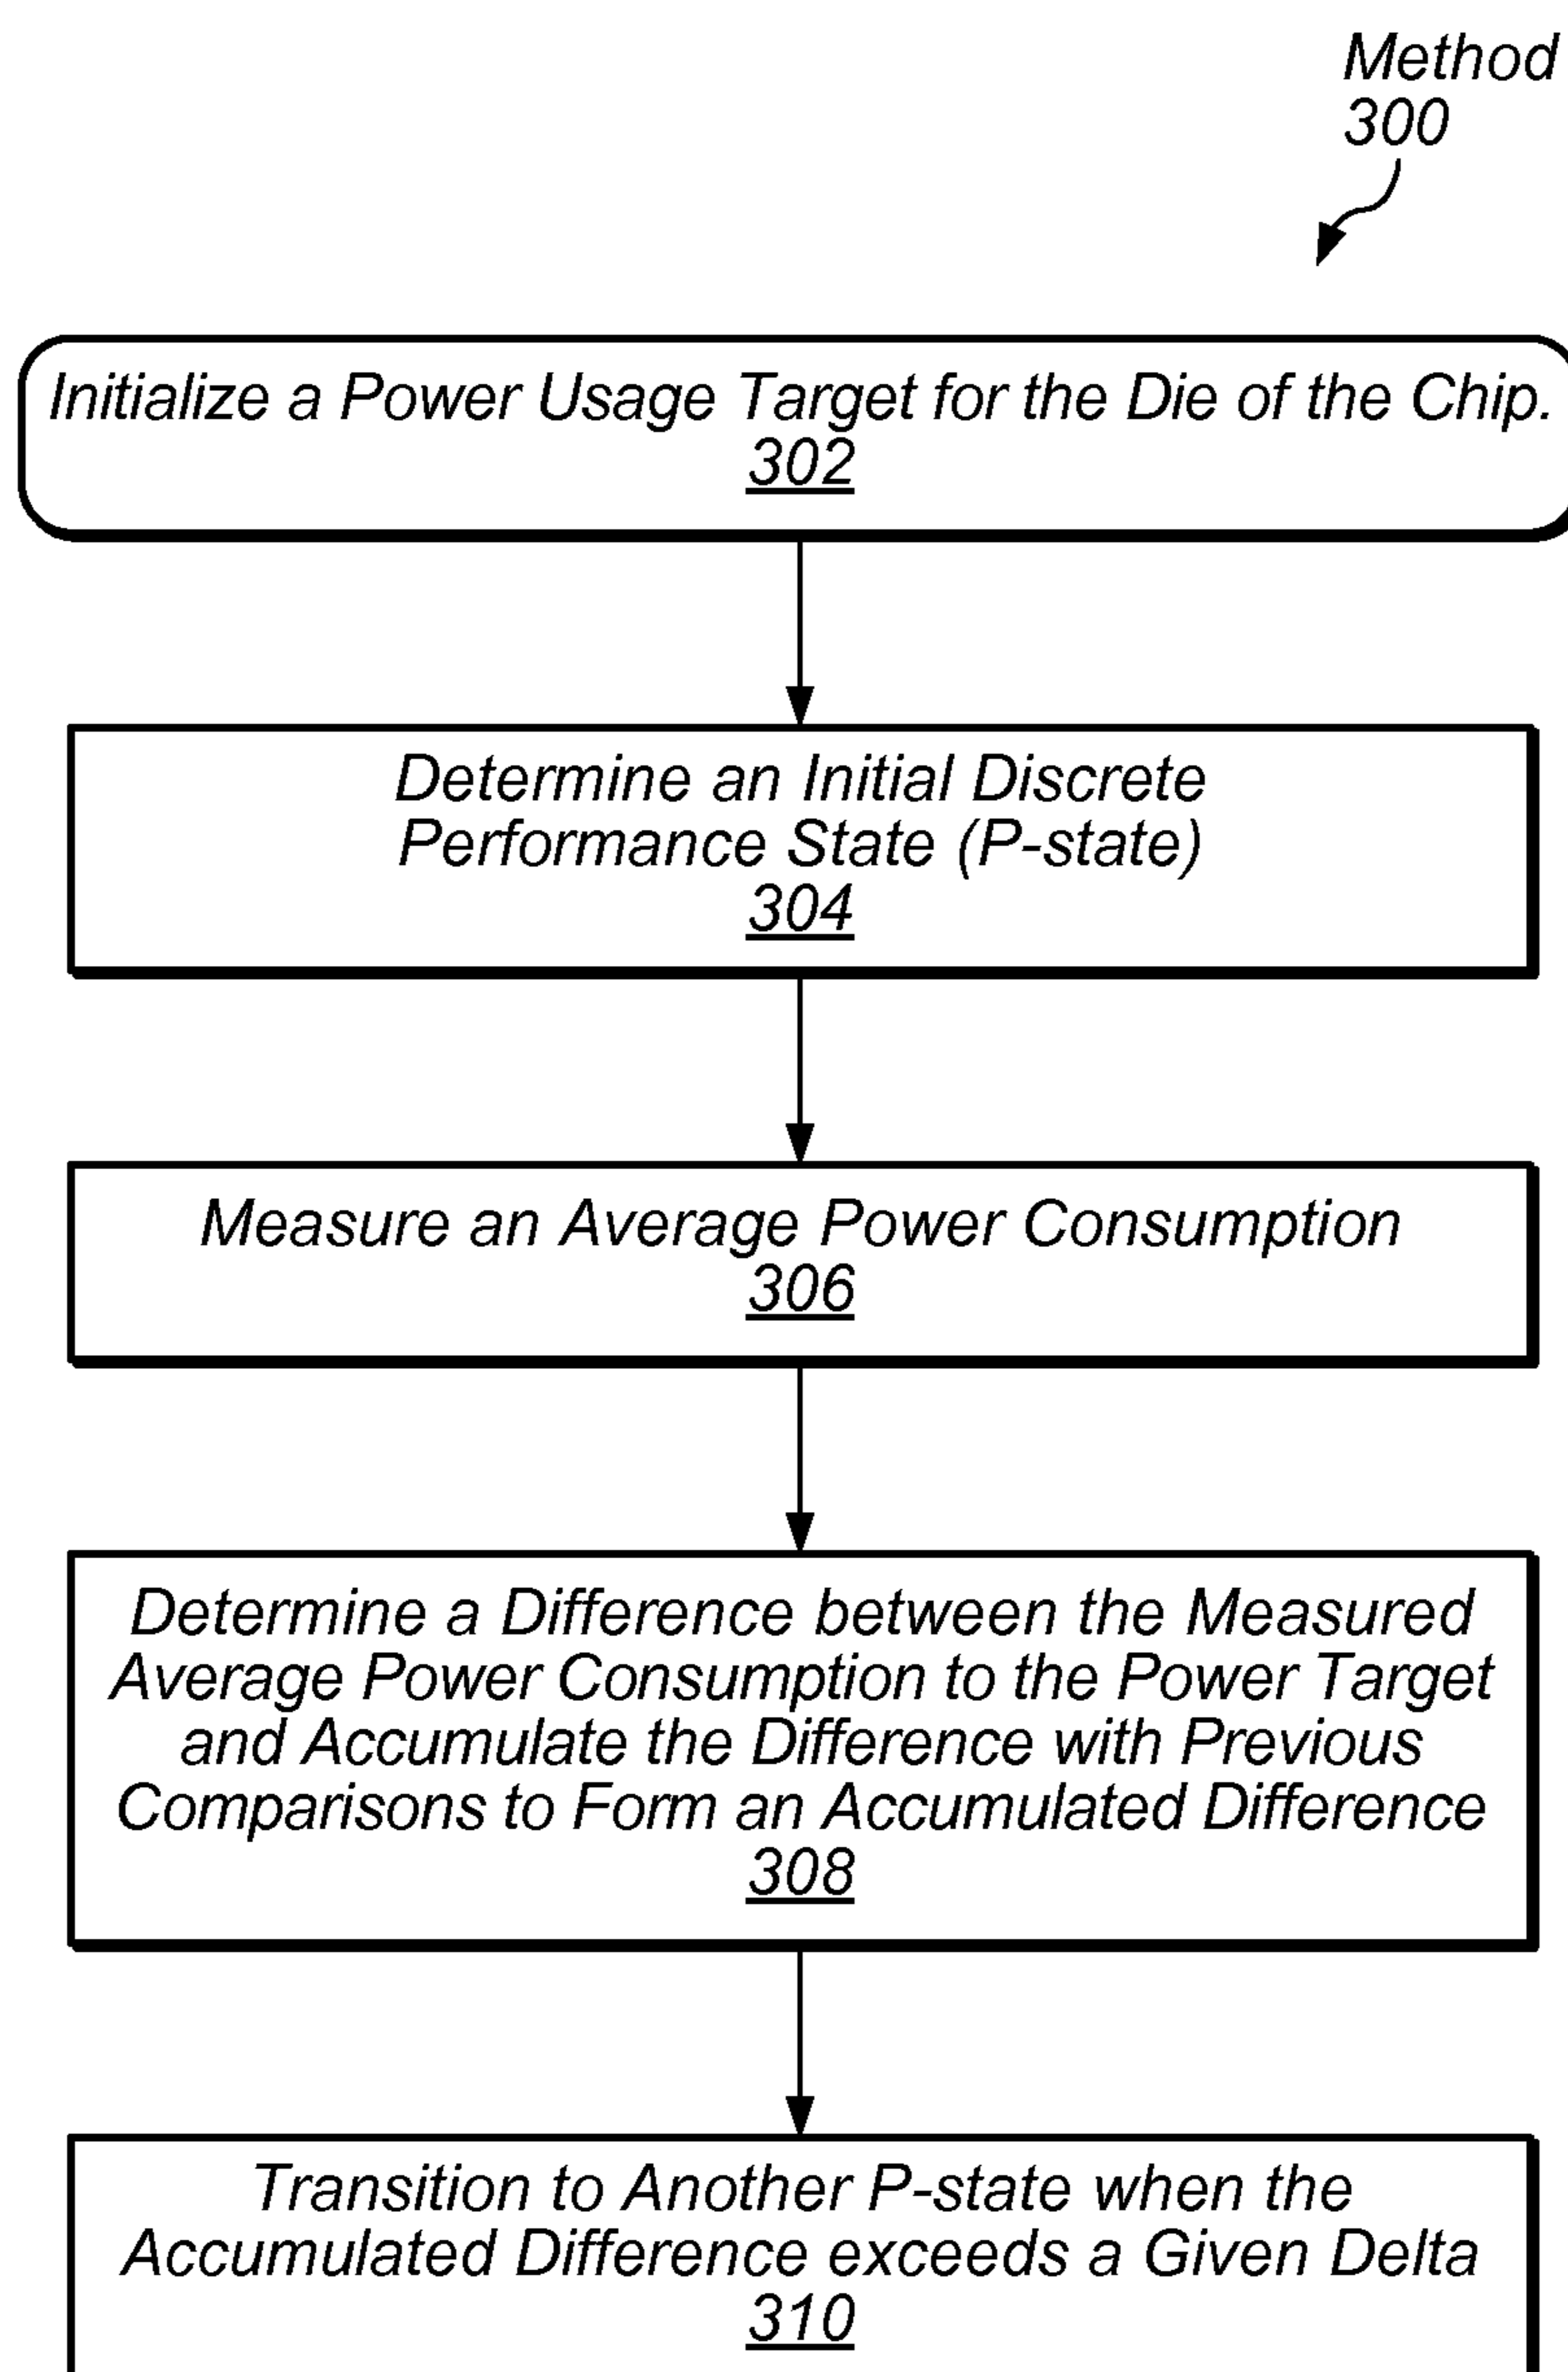 Method
300
Initialize a Power Usage Target for the Die of the Chip.
302
Determine an Initial Discrete
Performance State (P-state)
304
Measure an Average Power Consumption
306
Determine a Difference between the Measured
Average Power Consumption to the Power Target
and Accumulate the Difference with Previous
Comparisons to Form an Accumulated Difference
308
Transition to Another P-state when the
Accumulated Difference exceeds a Given Delta
310